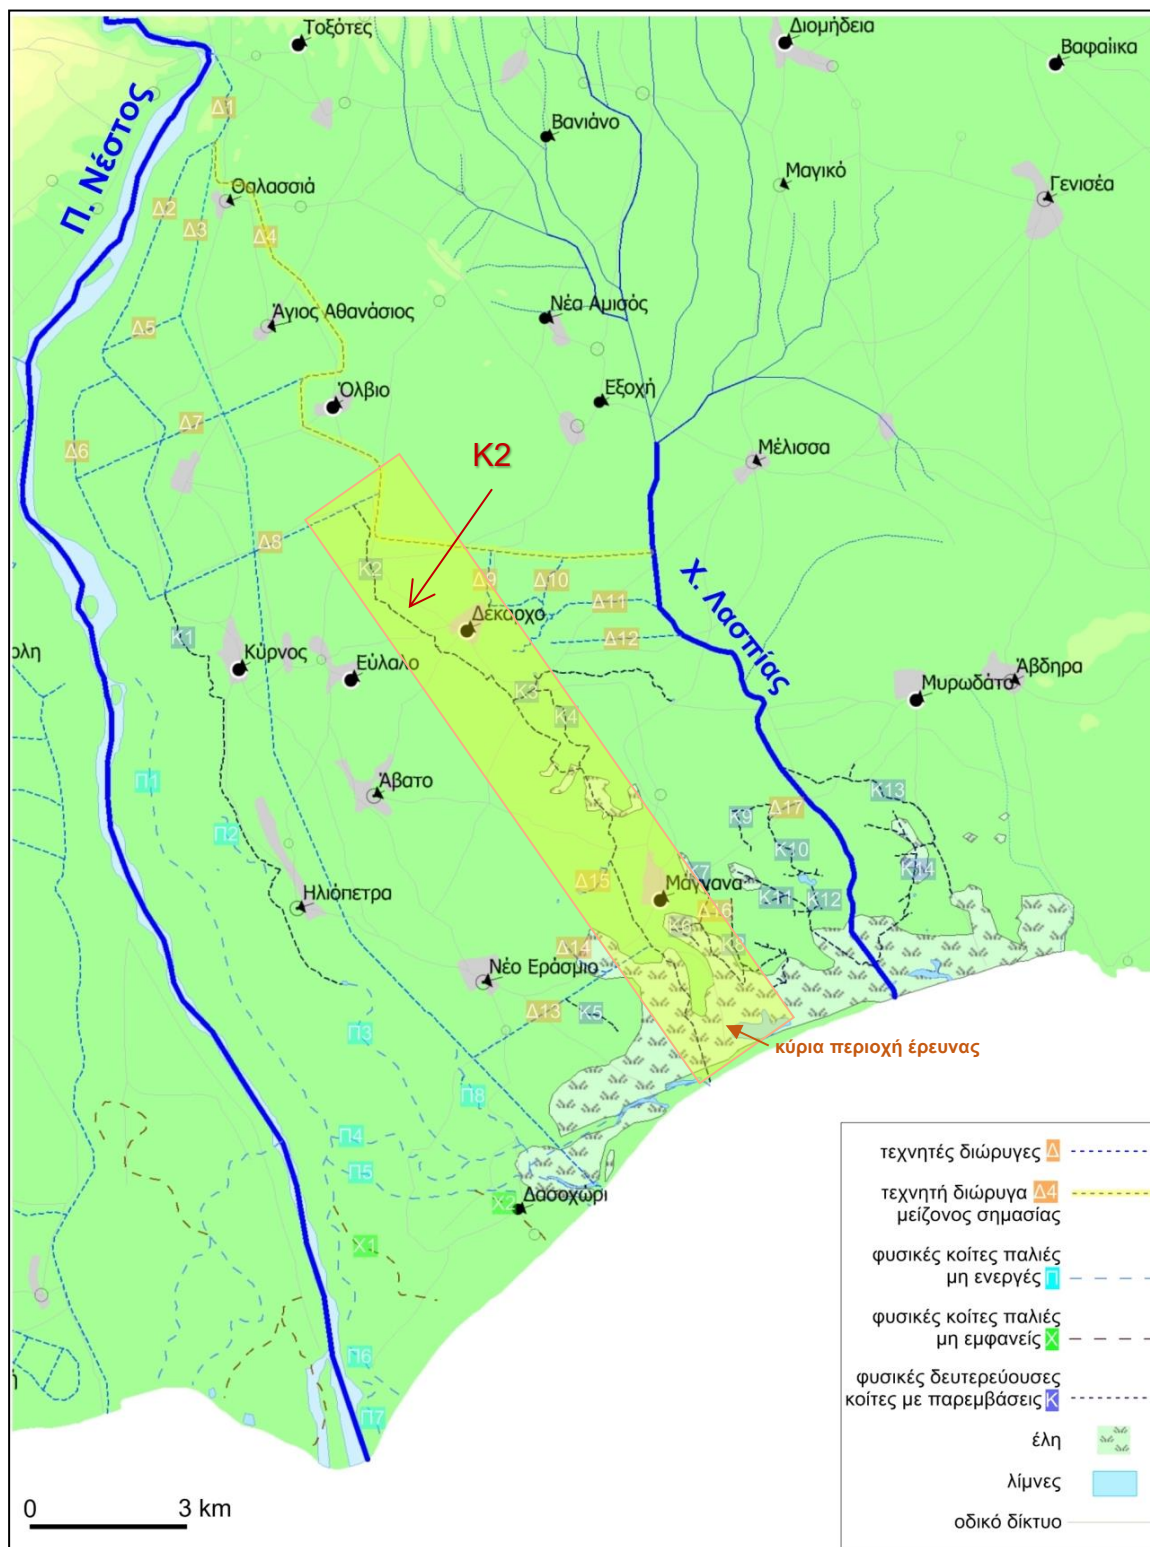 Τοξότες
Διομήδεια
Βαφαίικα
Δ1
Βανιάνο
Π. Νέστος
Μαγικό
Γενισέα
Θαλασσιά
Δ2
Δ3
Δ4
Άγιος Αθανάσιος
Νέα Αμισός
Δ5
Όλβιο
Εξοχή
Δ7
Δ6
Μέλισσα
K2
Δ8
Κ2
Δ9
Δ10
Χ. Λασπίας
Δ11
Δέκαρχο
Δ12
Κ1
ολη
Κύρνος
Εύλαλο
Άβδηρα
Μυρωδάτο
Κ3
Κ4
Π1
Άβατο
Κ13
Δ17
Κ9
Π2
Κ10
Κ14
Κ7
Δ15
Μάγγανα
Κ11
Κ12
Ηλιόπετρα
Δ16
Κ6
Κ8
Δ14
Νέο Εράσμιο
Δ13
Κ5
Π3
κύρια περιοχή έρευνας
Π8
Π4
Π5
Χ2
Δασοχώρι
Χ1
Π6
Π7
ή
τεχνητές διώρυγες Δ
τεχνητή διώρυγα Δ4
μείζονος σημασίας
φυσικές κοίτες παλιές
μη ενεργές Π
φυσικές κοίτες παλιές
μη εμφανείς Χ
φυσικές δευτερεύουσες
κοίτες με παρεμβάσεις Κ
έλη
λίμνες
οδικό δίκτυο
0 3 km